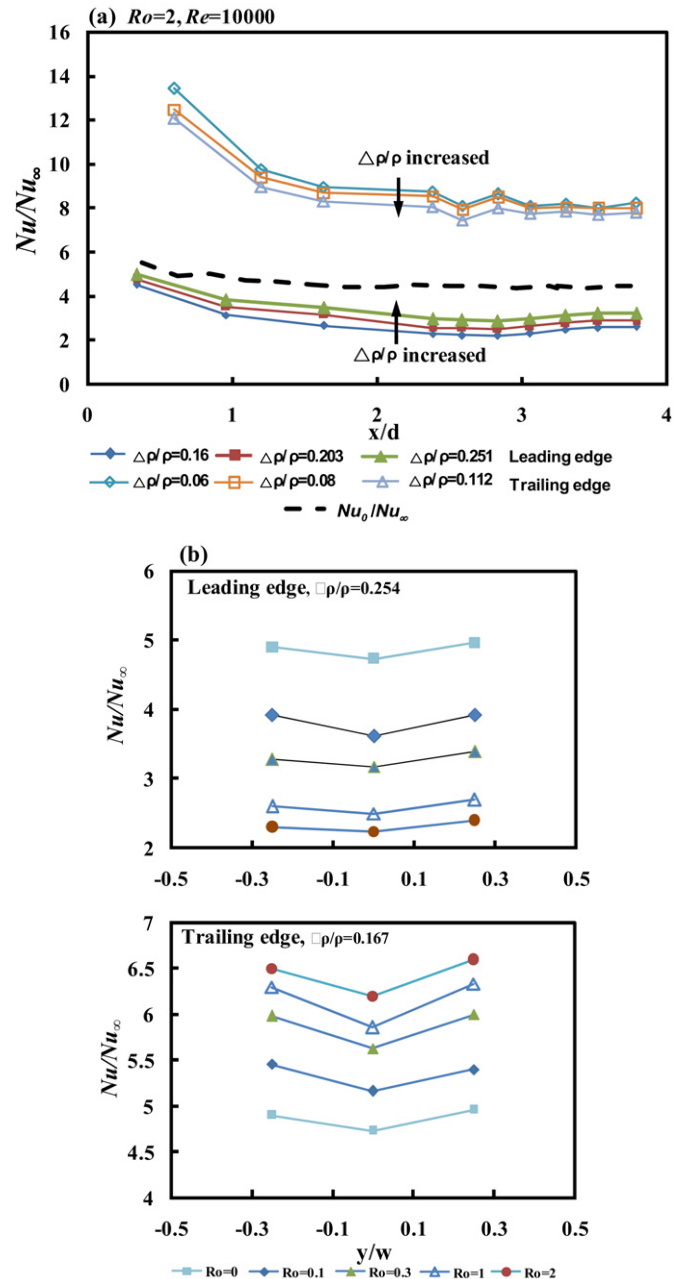 (a) Ro=2, Re=10000
16
14
12
10
8
6
4
2
0
Nu/Nu∞
△ρ/ρ increased
△ρ/ρ increased
0 1 2 3 4
x/d
△ρ/ρ=0.16 △ρ/ρ=0.203 △ρ/ρ=0.251 Leading edge
△ρ/ρ=0.06 △ρ/ρ=0.08 △ρ/ρ=0.112 Trailing edge
Nu₀/Nu∞
(b)
Leading edge, □ρ/ρ=0.254
6
5
4
3
2
Nu/Nu∞
-0.5 -0.3 -0.1 0.1 0.3 0.5
Trailing edge, □ρ/ρ=0.167
7
6.5
6
5.5
5
4.5
4
Nu/Nu∞
-0.5 -0.3 -0.1 0.1 0.3 0.5
y/w
Ro=0 Ro=0.1 Ro=0.3 Ro=1 Ro=2